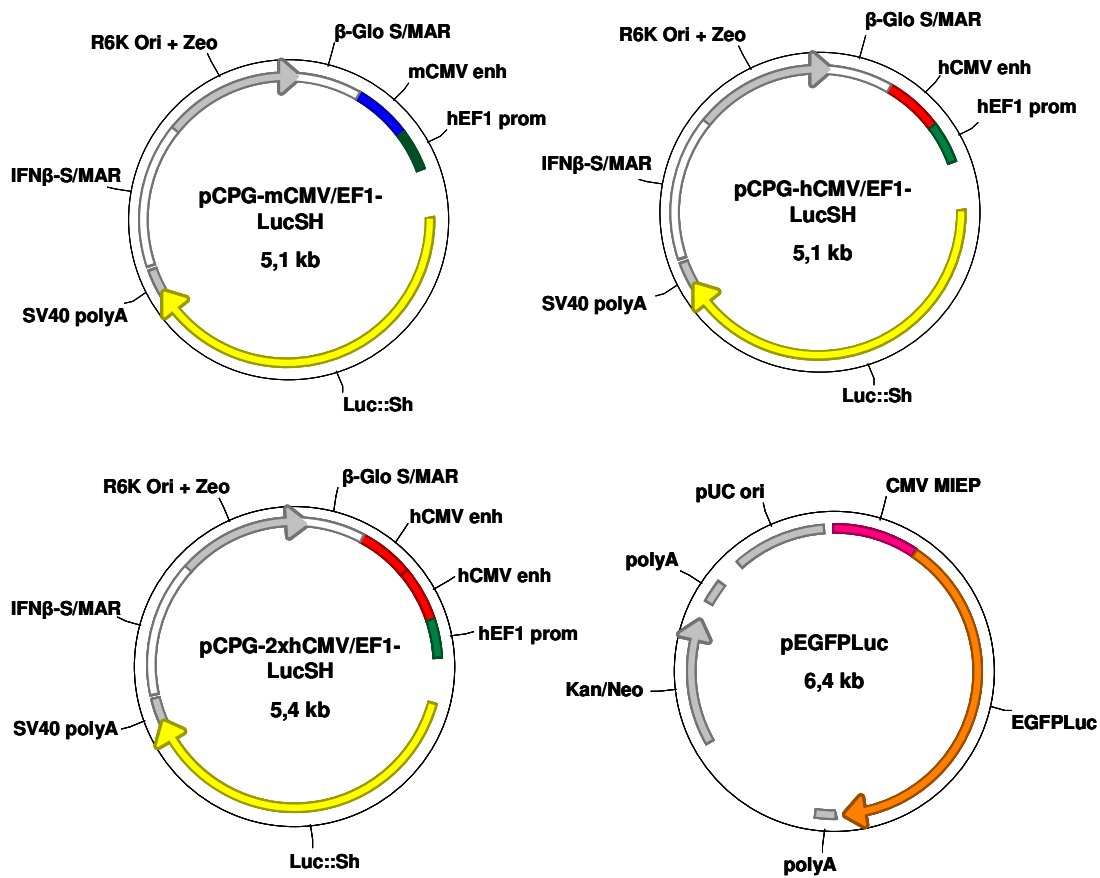 β-Glo S/MAR
R6K Ori + Zeo
mCMV enh
hEF1 prom
IFNβ-S/MAR
pCPG-mCMV/EF1-
LucSH
5,1 kb
SV40 polyA
Luc::Sh
β-Glo S/MAR
R6K Ori + Zeo
hCMV enh
hEF1 prom
IFNβ-S/MAR
pCPG-hCMV/EF1-
LucSH
5,1 kb
SV40 polyA
Luc::Sh
β-Glo S/MAR
R6K Ori + Zeo
hCMV enh
hCMV enh
IFNβ-S/MAR
hEF1 prom
pCPG-2xhCMV/EF1-
LucSH
5,4 kb
SV40 polyA
Luc::Sh
CMV MIEP
pUC ori
polyA
pEGFPLuc
6,4 kb
Kan/Neo
EGFPLuc
polyA